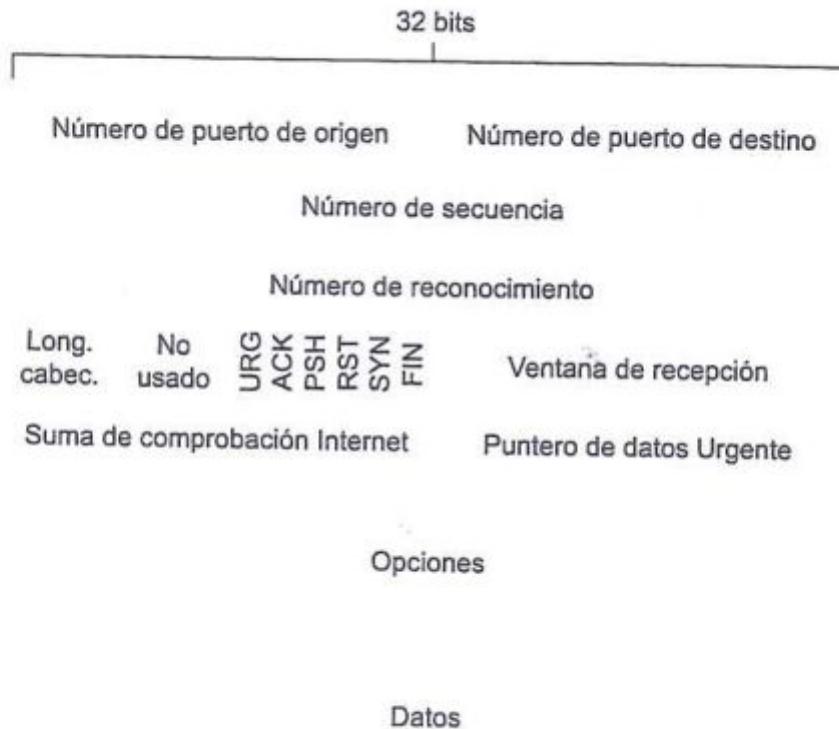 32 bits
Número de puerto de origen Número de puerto de destino
Número de secuencia
Número de reconocimiento
Long. cabec. No usado URG ACK PSH RST SYN FIN Ventana de recepción
Suma de comprobación Internet Puntero de datos Urgente
Opciones
Datos